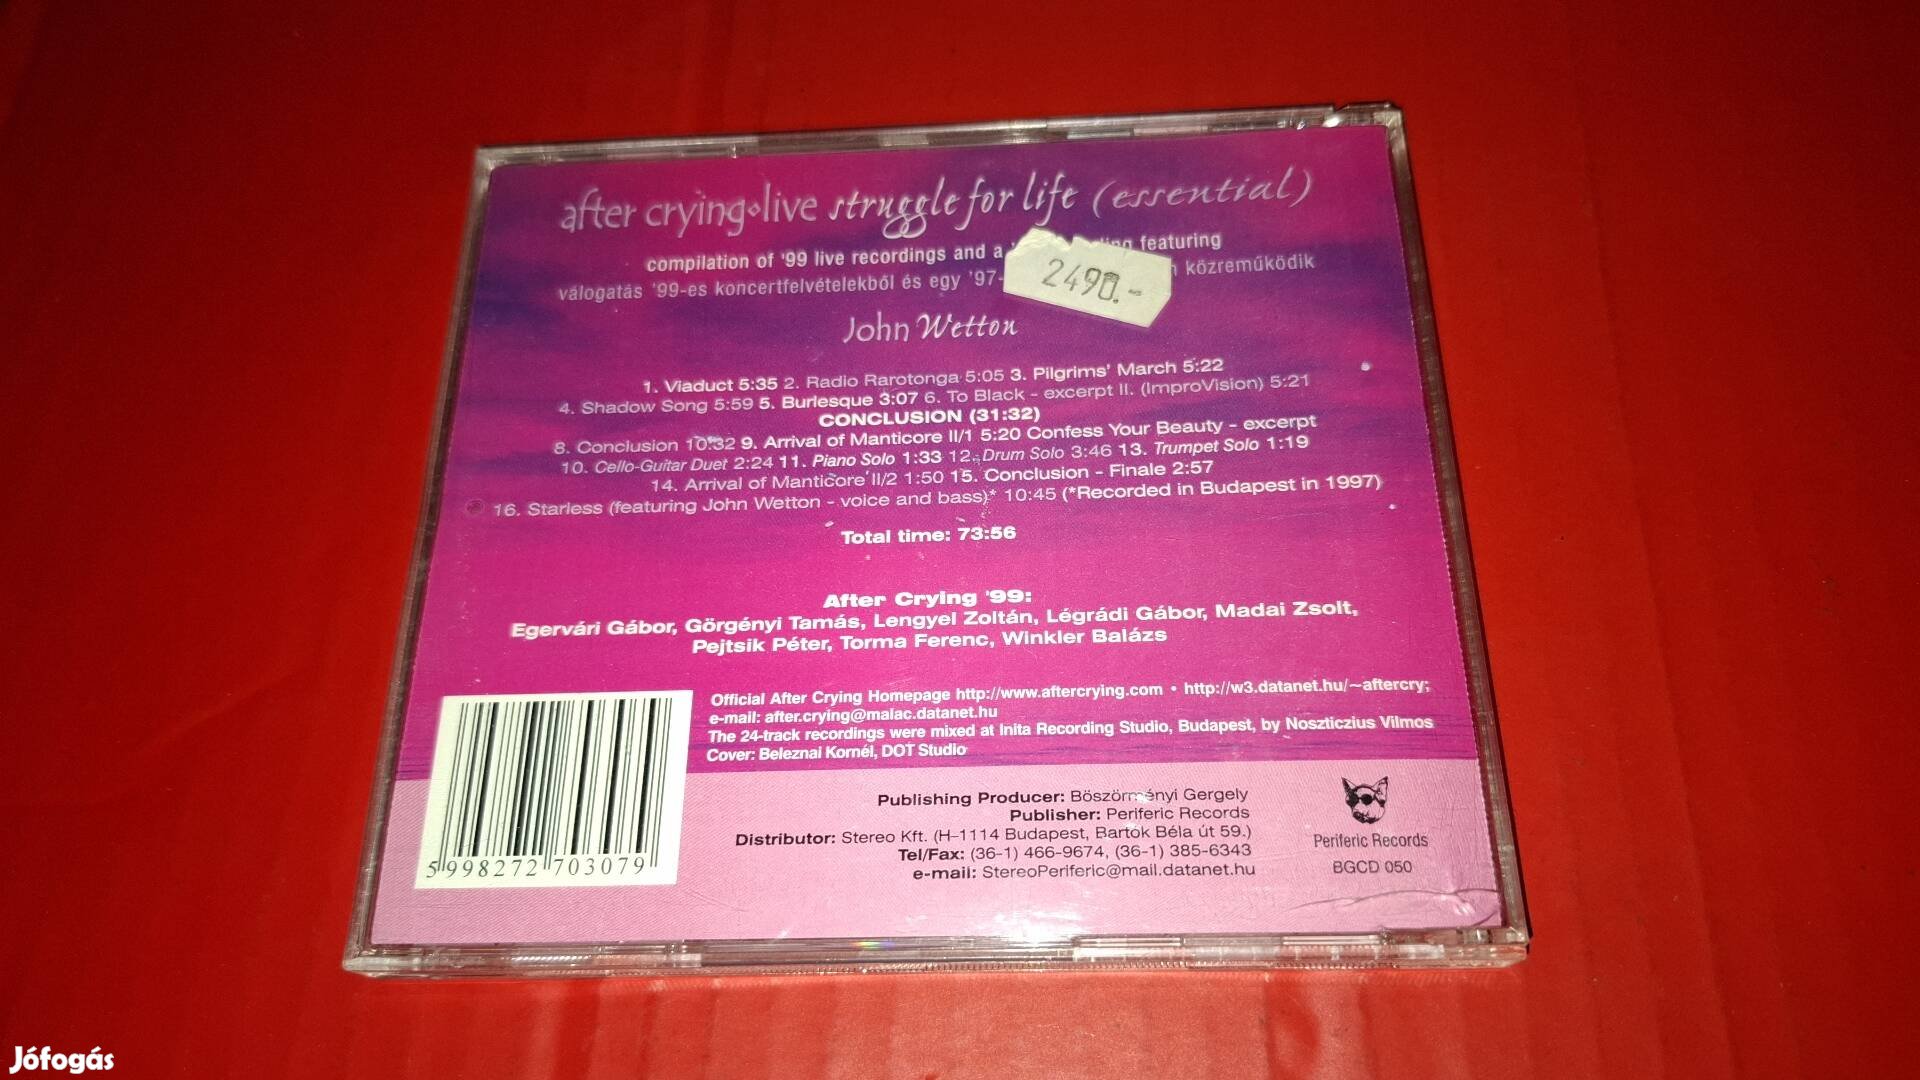 after crying•live struggle for life (essential)
compilation of '99 live recordings and a featuring
válogatás '99-es koncertfelvételekből és egy '97- közreműködik
2490.-
John Wetton
1. Viaduct 5:35 2. Radio Rarotonga 5:05 3. Pilgrims' March 5:22
4. Shadow Song 5:59 5. Burlesque 3:07 6. To Black - excerpt II. (ImproVision) 5:21
CONCLUSION (31:32)
8. Conclusion 10:32 9. Arrival of Manticore II/1 5:20 Confess Your Beauty - excerpt
10. Cello-Guitar Duet 2:24 11. Piano Solo 1:33 12. Drum Solo 3:46 13. Trumpet Solo 1:19
14. Arrival of Manticore II/2 1:50 15. Conclusion - Finale 2:57
16. Starless (featuring John Wetton - voice and bass)* 10:45 (*Recorded in Budapest in 1997)
Total time: 73:56
After Crying '99:
Egervári Gábor, Görgényi Tamás, Lengyel Zoltán, Légrádi Gábor, Madai Zsolt,
Pejtsik Péter, Torma Ferenc, Winkler Balázs
Official After Crying Homepage http://www.aftercrying.com • http://w3.datanet.hu/~aftercry;
e-mail: after.crying@malac.datanet.hu
The 24-track recordings were mixed at Inita Recording Studio, Budapest, by Noszticzius Vilmos
Cover: Beleznai Kornél, DOT Studio
5 998272 703079
Publishing Producer: Böszörményi Gergely
Publisher: Periferic Records
Distributor: Stereo Kft. (H-1114 Budapest, Bartók Béla út 59.)
Tel/Fax: (36-1) 466-9674, (36-1) 385-6343
e-mail: StereoPeriferic@mail.datanet.hu
Periferic Records
BGCD 050
Jófogás